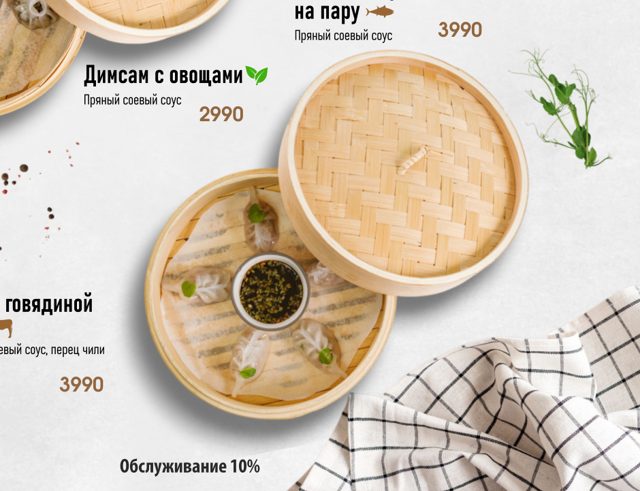 на пару
Пряный соевый соус
3990
Димсам с овощами
Пряный соевый соус
2990
говядиной
соус, перец чили
3990
Обслуживание 10%